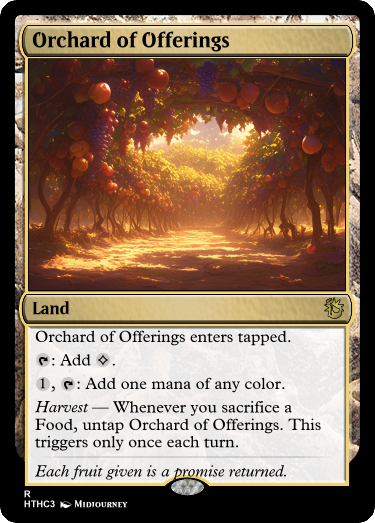 Orchard of Offerings
Land
Orchard of Offerings enters tapped.
: Add .
1, : Add one mana of any color.
Harvest — Whenever you sacrifice a
Food, untap Orchard of Offerings. This
triggers only once each turn.
Each fruit given is a promise returned.
R
HTHC3 Midjourney